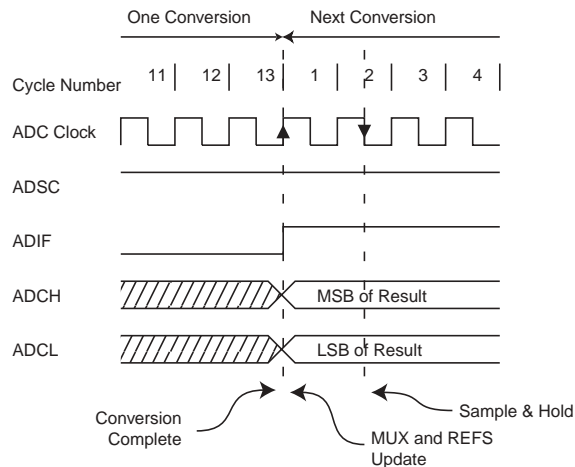 One Conversion Next Conversion
Cycle Number 11 12 13 1 2 3 4
ADC Clock
ADSC
ADIF
ADCH MSB of Result
ADCL LSB of Result
Conversion
Complete
MUX and REFS
Update
Sample & Hold